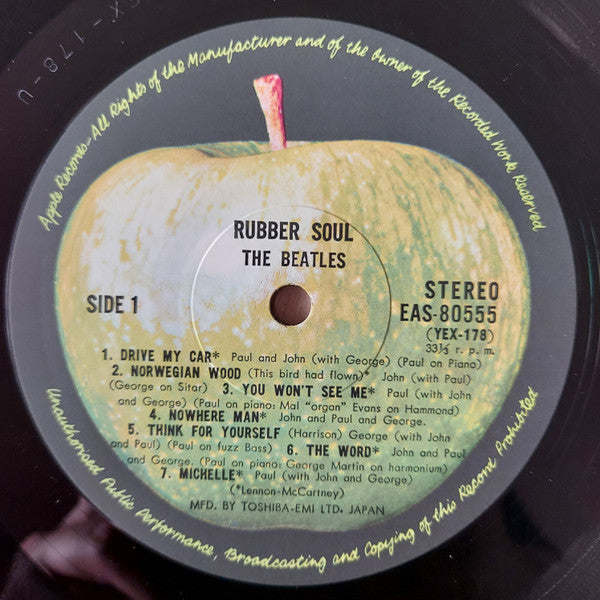 YEX-178-U
Apple Records–All Rights of the Manufacturer and of the Owner of the Recorded Work Reserved
RUBBER SOUL
THE BEATLES
SIDE 1
STEREO
EAS-80555
(YEX-178)
33⅓ r. p. m.
1. DRIVE MY CAR* Paul and John (with George) (Paul on Piano)
2. NORWEGIAN WOOD (This bird had flown)* John (with Paul)
(George on Sitar) 3. YOU WON'T SEE ME* Paul (with John
and George) (Paul on piano: Mal "organ" Evans on Hammond)
4. NOWHERE MAN* John and Paul and George.
5. THINK FOR YOURSELF (Harrison) George (with John
and Paul) (Paul on fuzz Bass) 6. THE WORD* John and Paul
and George. (Paul on piano: George Martin on harmonium)
7. MICHELLE* Paul (with John and George)
(*Lennon-McCartney)
MFD. BY TOSHIBA-EMI LTD. JAPAN
Unauthorised Public Performance, Broadcasting and Copying of this Record Prohibited